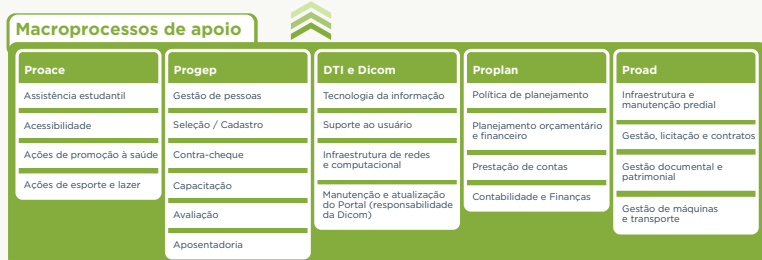 Macroprocessos de apoio
Proace
Assistência estudantil
Acessibilidade
Ações de promoção à saúde
Ações de esporte e lazer
Progep
Gestão de pessoas
Seleção / Cadastro
Contra-cheque
Capacitação
Avaliação
Aposentadoria
DTI e Dicom
Tecnologia da informação
Suporte ao usuário
Infraestrutura de redes
e computacional
Manutenção e atualização
do Portal (responsabilidade
da Dicom)
Proplan
Política de planejamento
Planejamento orçamentário
e financeiro
Prestação de contas
Contabilidade e Finanças
Proad
Infraestrutura e
manutenção predial
Gestão, licitação e contratos
Gestão documental e
patrimonial
Gestão de máquinas
e transporte